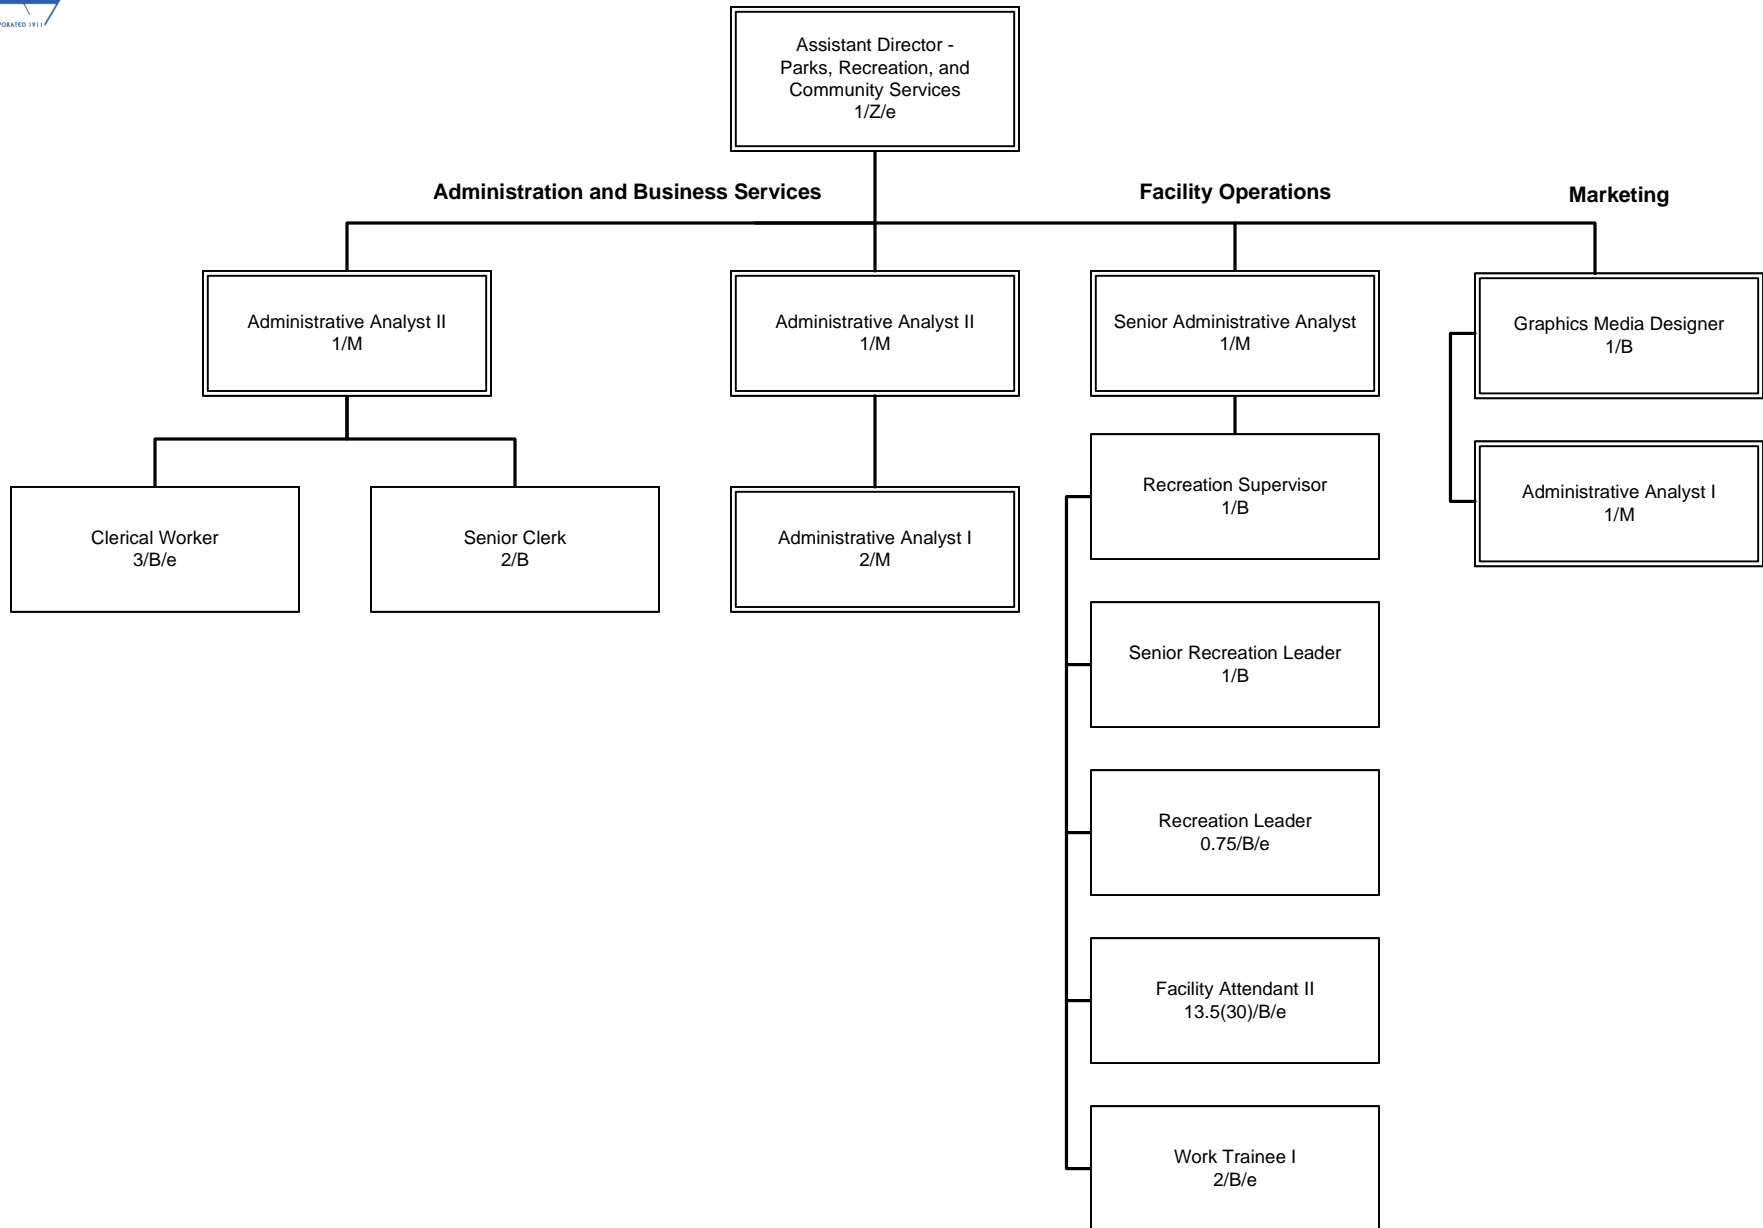 PORATED 1911
Assistant Director -
Parks, Recreation, and
Community Services
1/Z/e
Administration and Business Services
Facility Operations
Marketing
Administrative Analyst II
1/M
Administrative Analyst II
1/M
Senior Administrative Analyst
1/M
Graphics Media Designer
1/B
Clerical Worker
3/B/e
Senior Clerk
2/B
Administrative Analyst I
2/M
Recreation Supervisor
1/B
Administrative Analyst I
1/M
Senior Recreation Leader
1/B
Recreation Leader
0.75/B/e
Facility Attendant II
13.5(30)/B/e
Work Trainee I
2/B/e